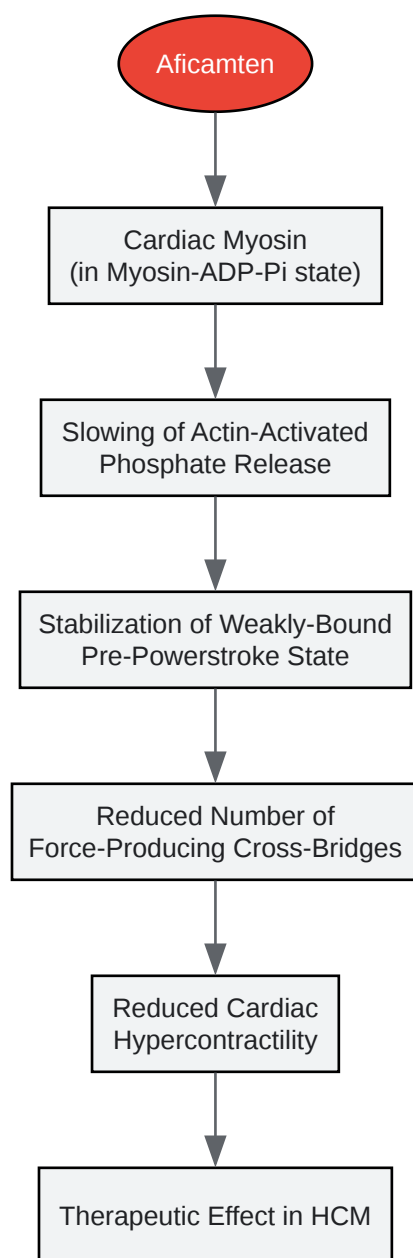 Aficamten
Cardiac Myosin
(in Myosin-ADP-Pi state)
Slowing of Actin-Activated
Phosphate Release
Stabilization of Weakly-Bound
Pre-Powerstroke State
Reduced Number of
Force-Producing Cross-Bridges
Reduced Cardiac
Hypercontractility
Therapeutic Effect in HCM